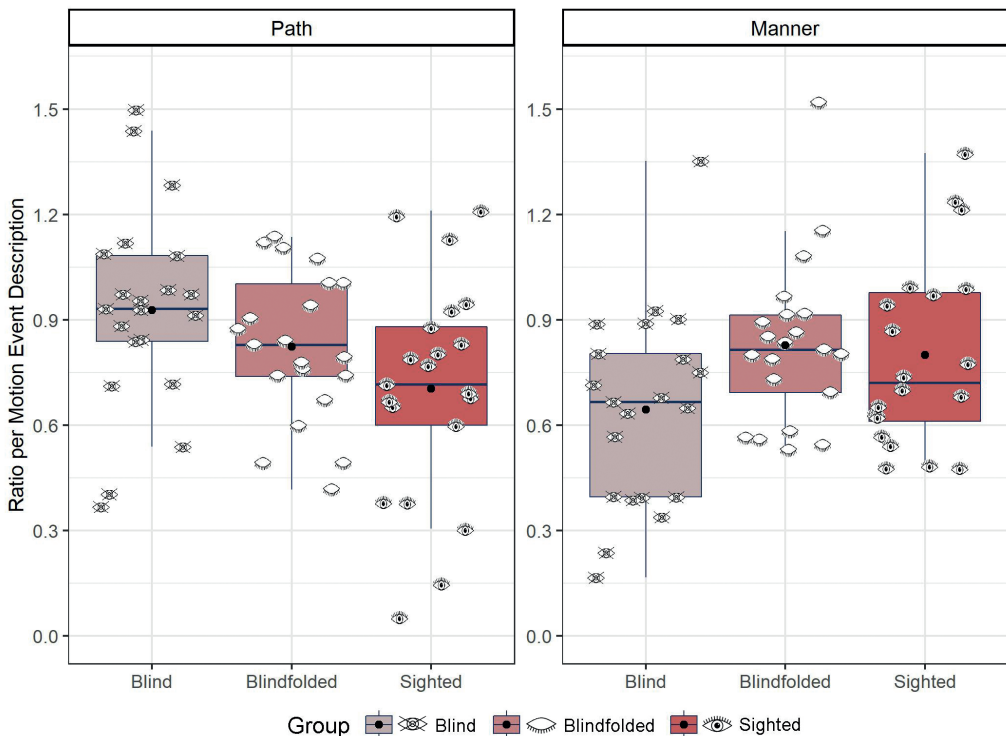 Path Manner
Ratio per Motion Event Description
1.5 1.5
1.2 1.2
0.9 0.9
0.6 0.6
0.3 0.3
0.0 0.0
Blind Blindfolded Sighted Blind Blindfolded Sighted
Group Blind Blindfolded Sighted